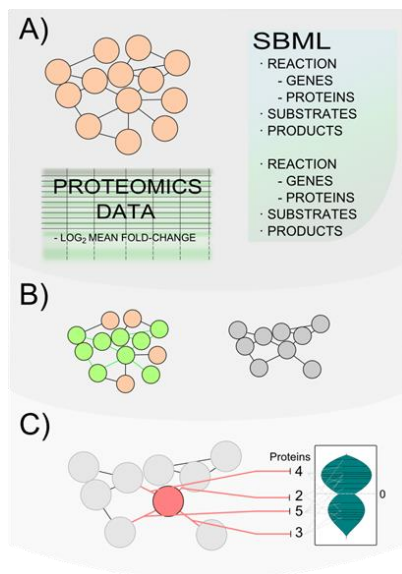 A)
SBML
· REACTION
- GENES
- PROTEINS
· SUBSTRATES
· PRODUCTS
· REACTION
- GENES
- PROTEINS
· SUBSTRATES
· PRODUCTS
PROTEOMICS
DATA
- LOG₂ MEAN FOLD-CHANGE
B)
C)
Proteins
4
2
5
3
0